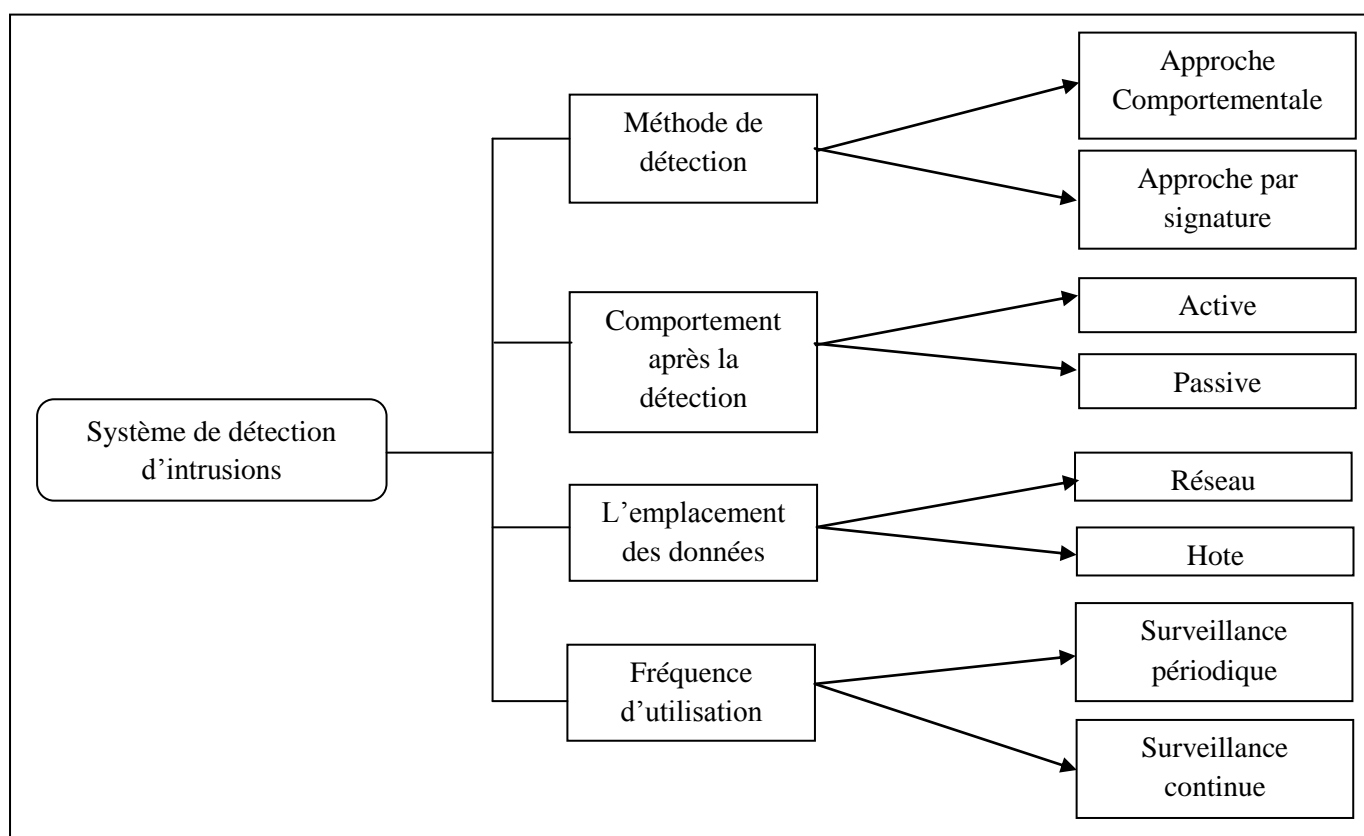 Système de détection
d’intrusions
Méthode de
détection
Approche
Comportementale
Approche par
signature
Comportement
après la
détection
Active
Passive
L’emplacement
des données
Réseau
Hote
Fréquence
d’utilisation
Surveillance
périodique
Surveillance
continue